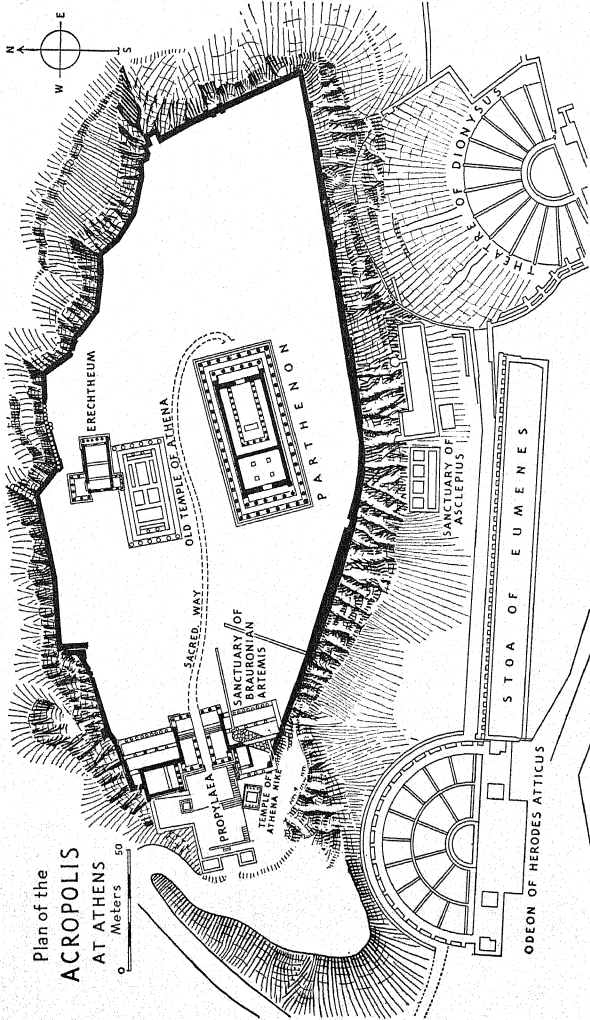 Plan of the
ACROPOLIS
AT ATHENS
0 Meters 50
N
E
S
W
ERECHTHEUM
OLD TEMPLE OF ATHENA
SACRED WAY
PARTHENON
SANCTUARY OF
BRAURONIAN
ARTEMIS
PROPYLAEA
TEMPLE OF
ATHENA NIKE
SANCTUARY OF
ASCLEPIUS
THEATRE OF DIONYSUS
STOA OF EUMENES
ODEON OF HERODES ATTICUS